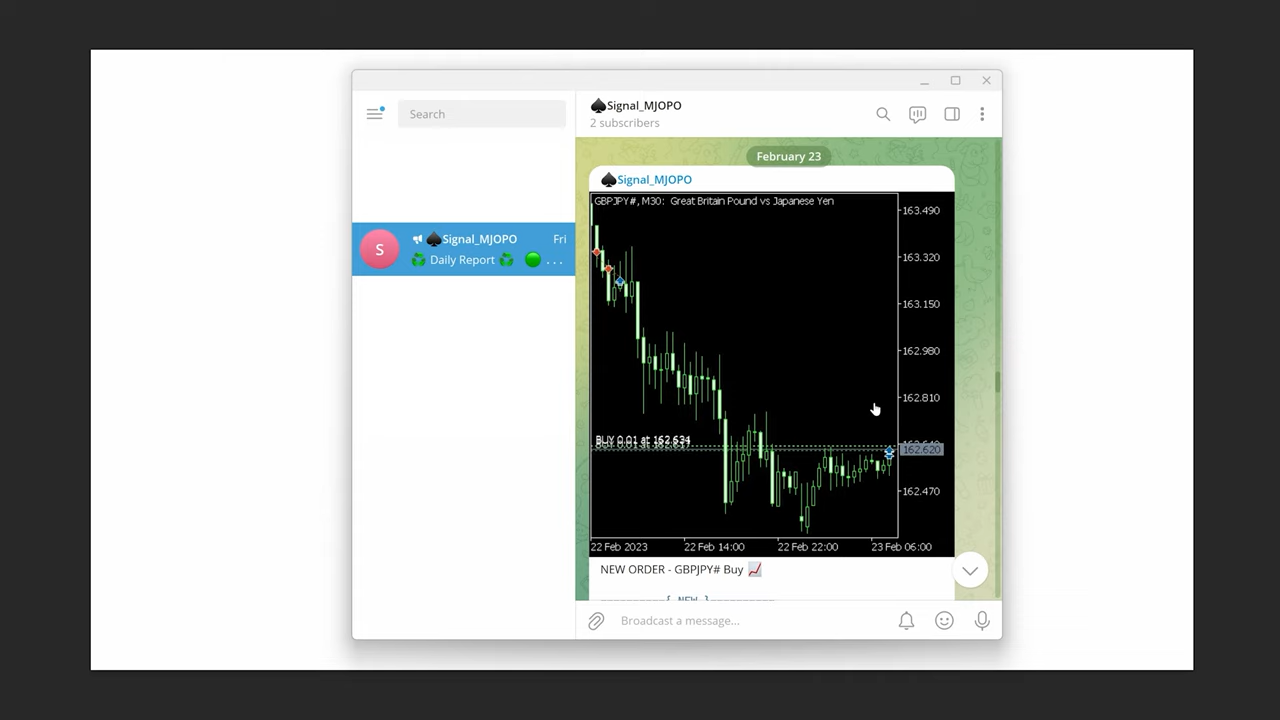 ♠Signal_MJOPO
2 subscribers
Search
February 23
S
♠Signal_MJOPO
Fri
♻ Daily Report ♻ 🟢 ...
♠Signal_MJOPO
GBPJPY#, M30: Great Britain Pound vs Japanese Yen
163.490
163.320
163.150
162.980
162.810
162.620
162.470
BUY 0.01 at 162.634
22 Feb 2023
22 Feb 14:00
22 Feb 22:00
23 Feb 06:00
NEW ORDER - GBPJPY# Buy 📈
{ NEW }
Broadcast a message...